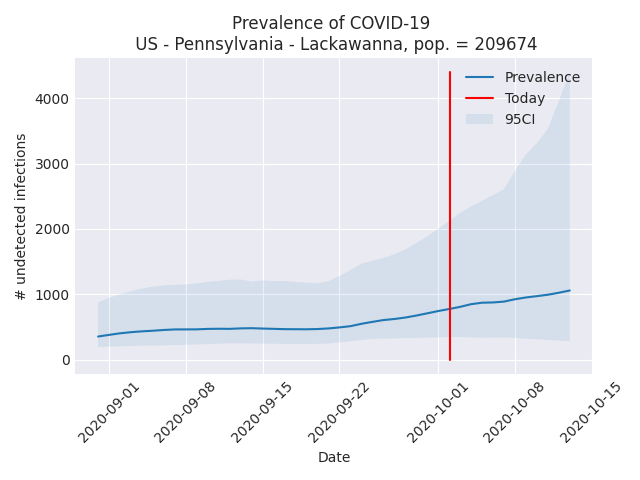 Prevalence of COVID-19
US - Pennsylvania - Lackawanna, pop. = 209674
Prevalence
Today
95CI
4000
3000
2000
1000
0
# undetected infections
2020-09-01
2020-09-08
2020-09-15
2020-09-22
2020-10-01
2020-10-08
2020-10-15
Date